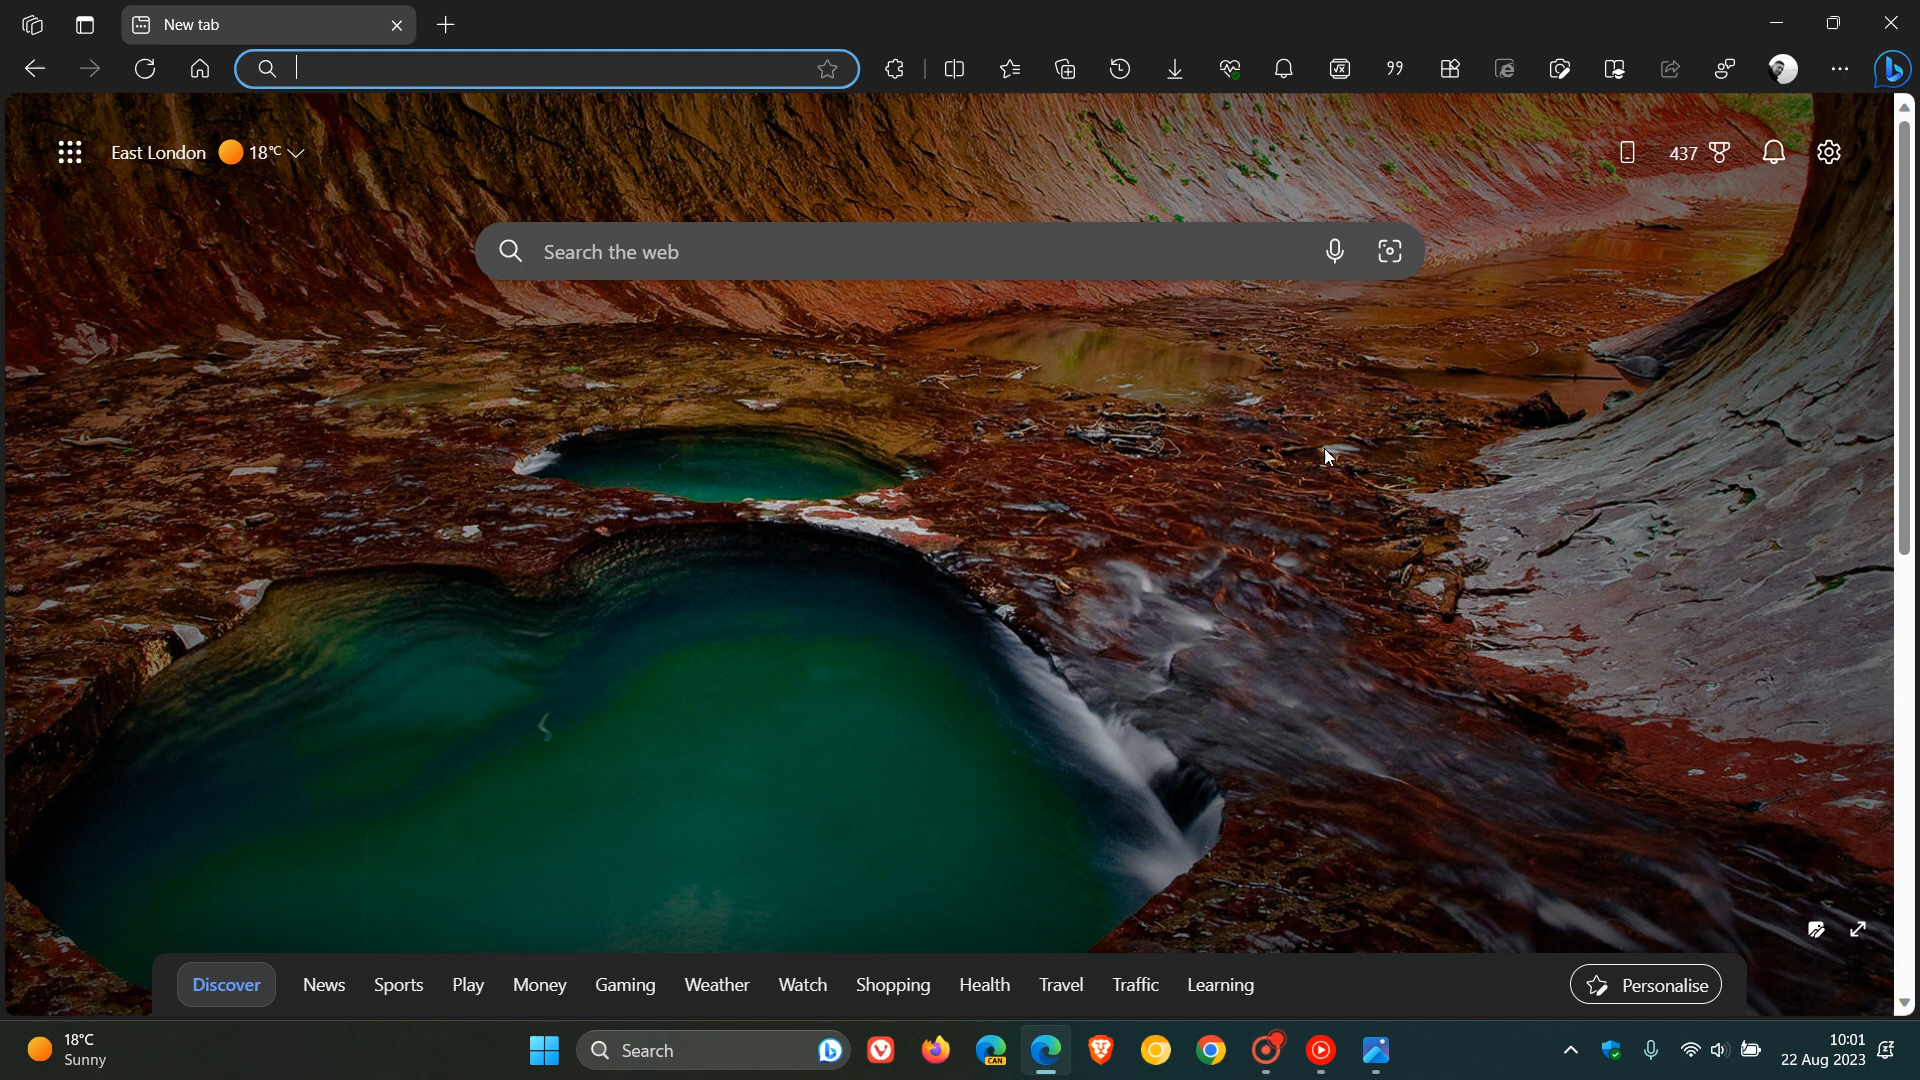 New tab
East London 18°C
437
Search the web
Discover News Sports Play Money Gaming Weather Watch Shopping Health Travel Traffic Learning Personalise
18°C
Sunny
Search
CAN
10:01
22 Aug 2023